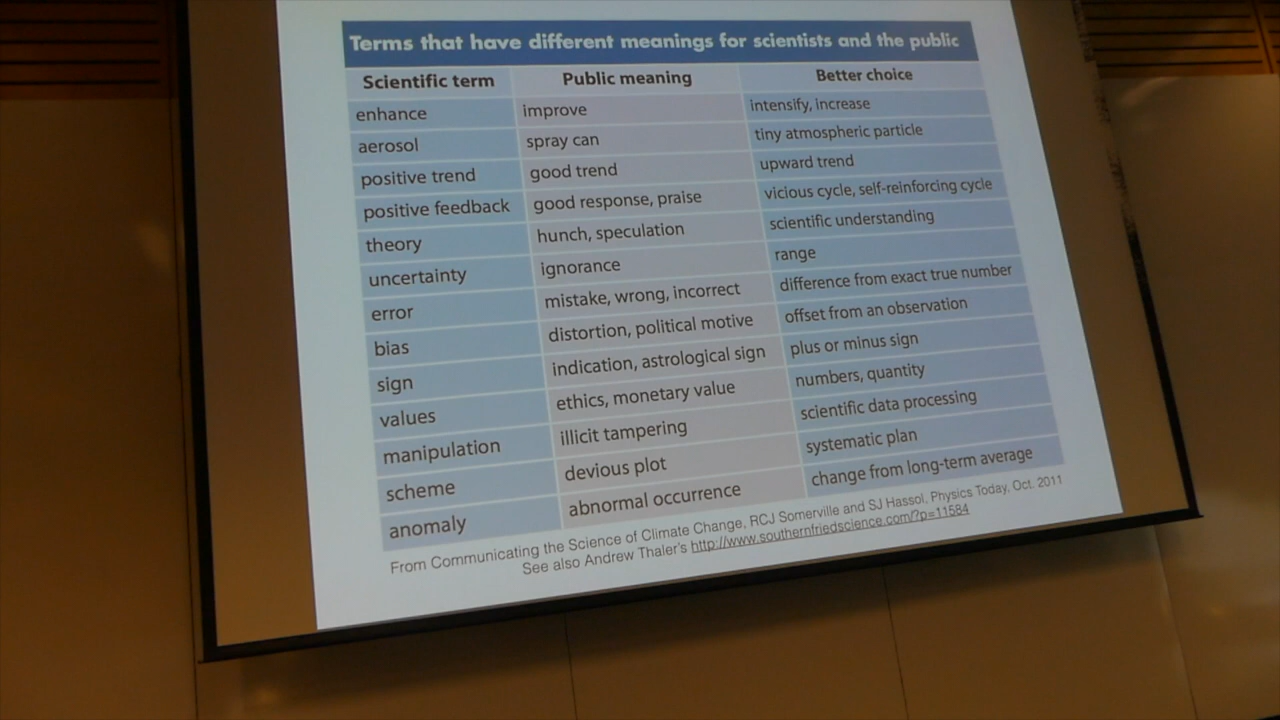 Terms that have different meanings for scientists and the public
Scientific term Public meaning Better choice
enhance improve intensify, increase
aerosol spray can tiny atmospheric particle
positive trend good trend upward trend
positive feedback good response, praise vicious cycle, self-reinforcing cycle
theory hunch, speculation scientific understanding
uncertainty ignorance range
error mistake, wrong, incorrect difference from exact true number
bias distortion, political motive offset from an observation
sign indication, astrological sign plus or minus sign
values ethics, monetary value numbers, quantity
manipulation illicit tampering scientific data processing
scheme devious plot systematic plan
anomaly abnormal occurrence change from long-term average
From Communicating the Science of Climate Change, RCJ Somerville and SJ Hassol, Physics Today, Oct. 2011
See also Andrew Thaler's http://www.southernfriedscience.com/?p=11584